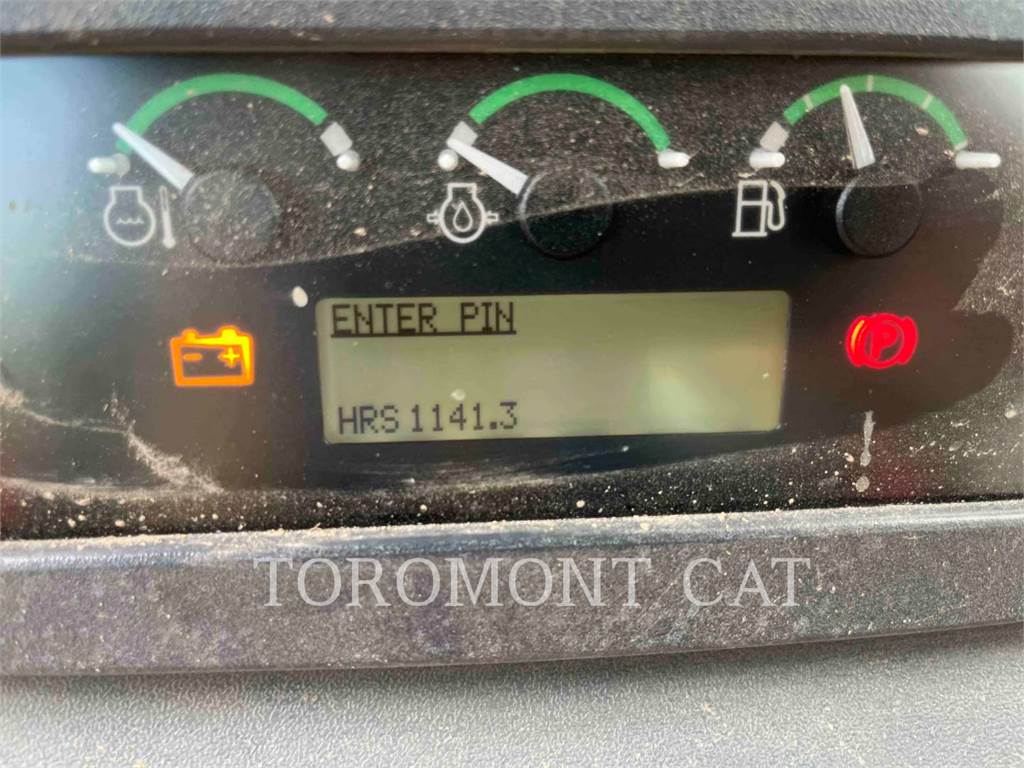 ENTER PIN
P
HRS 1141.3
TOROMONT CAT